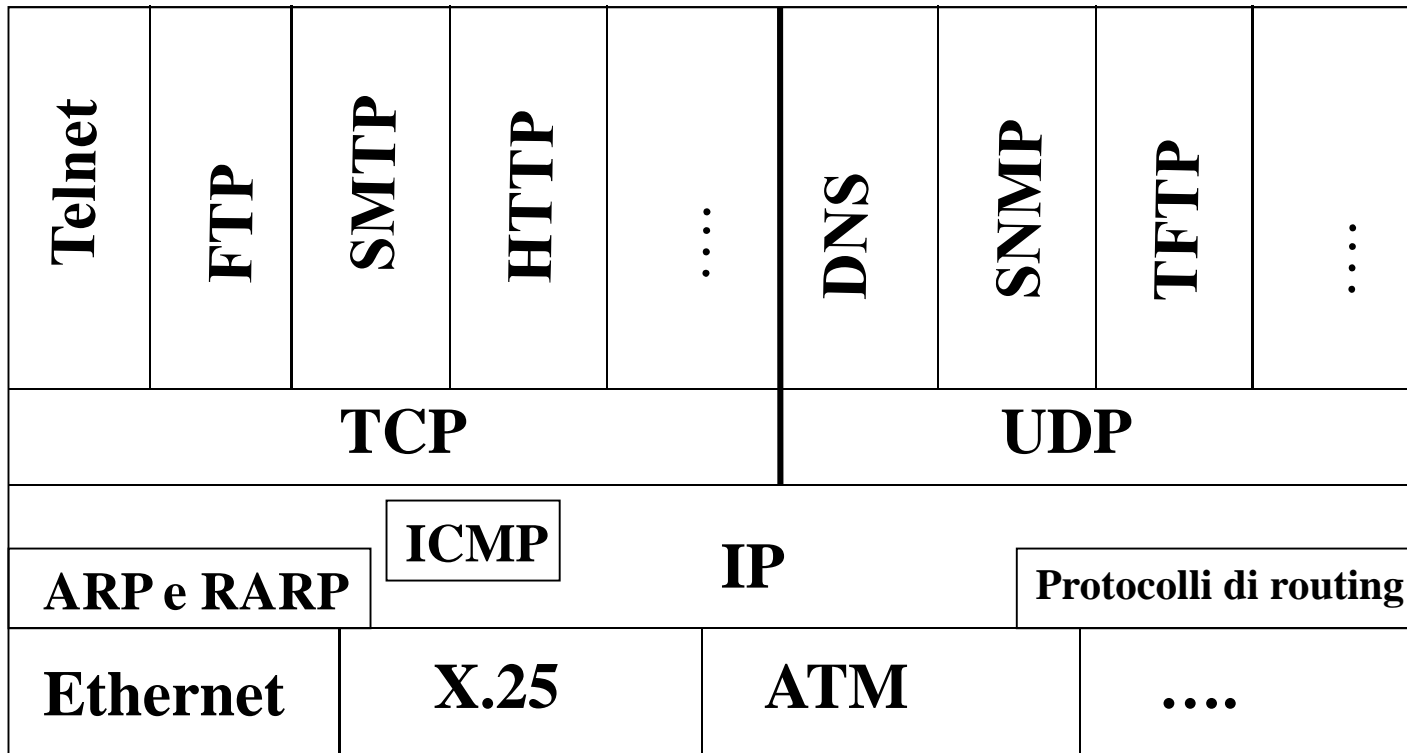 Telnet
FTP
SMTP
HTTP
....
DNS
SNMP
TFTP
....
TCP
UDP
ICMP
IP
ARP e RARP
Protocolli di routing
Ethernet
X.25
ATM
....